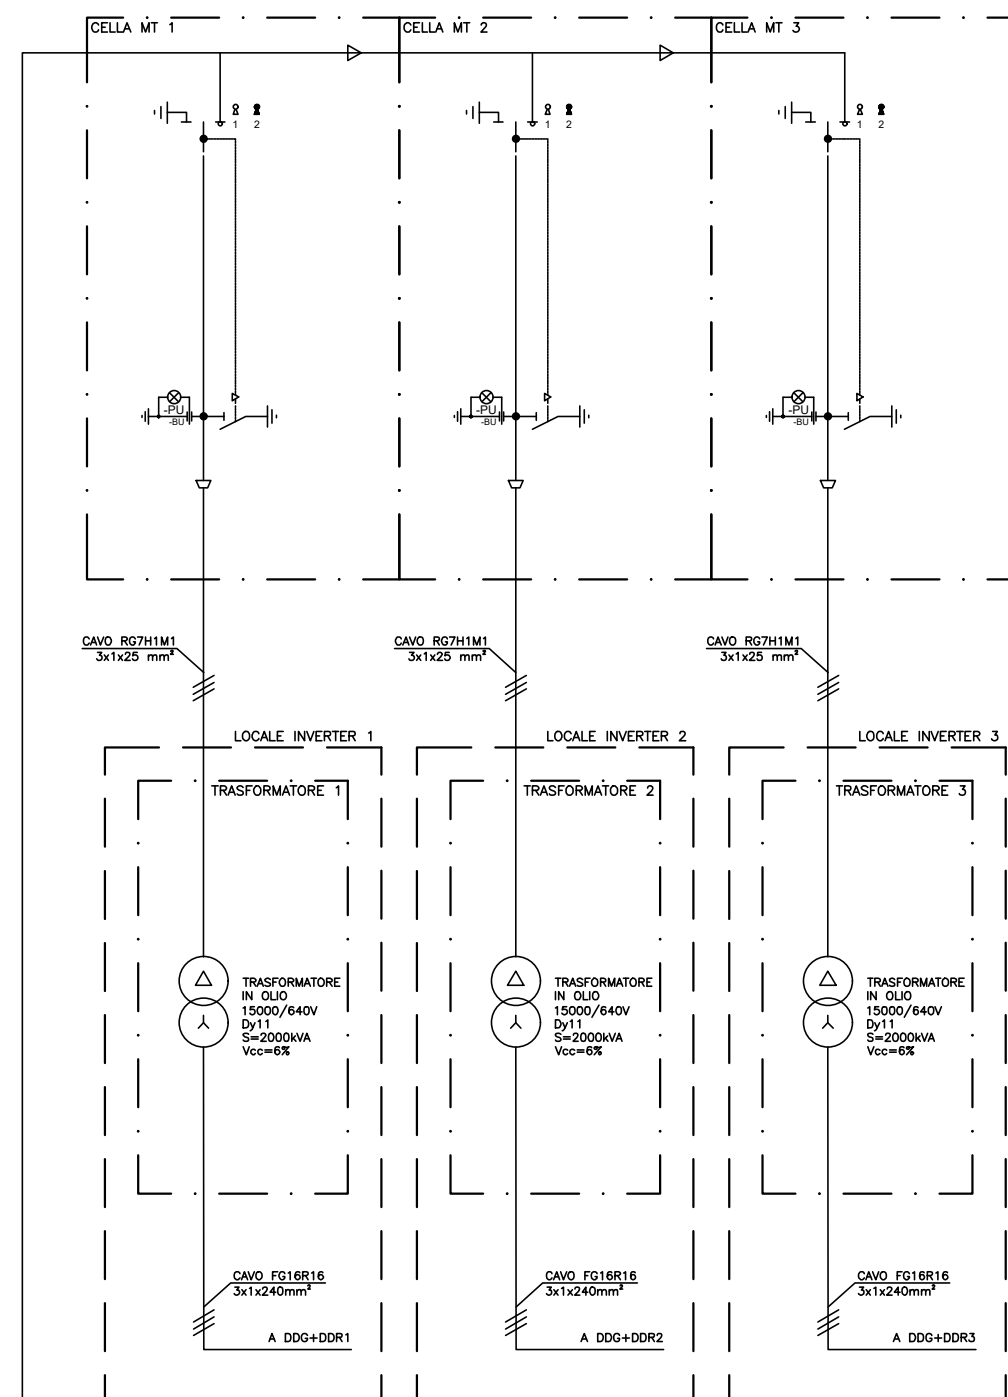 CELLA MT 1
CELLA MT 2
CELLA MT 3
1 2
1 2
1 2
-PU
-BU
-PU
-BU
-PU
-BU
CAVO RG7H1M1
3x1x25 mm²
CAVO RG7H1M1
3x1x25 mm²
CAVO RG7H1M1
3x1x25 mm²
LOCALE INVERTER 1
LOCALE INVERTER 2
LOCALE INVERTER 3
TRASFORMATORE 1
TRASFORMATORE 2
TRASFORMATORE 3
TRASFORMATORE
IN OLIO
15000/640V
Dy11
S=2000kVA
Vcc=6%
TRASFORMATORE
IN OLIO
15000/640V
Dy11
S=2000kVA
Vcc=6%
TRASFORMATORE
IN OLIO
15000/640V
Dy11
S=2000kVA
Vcc=6%
CAVO FG16R16
3x1x240mm²
CAVO FG16R16
3x1x240mm²
CAVO FG16R16
3x1x240mm²
A DDG+DDR1
A DDG+DDR2
A DDG+DDR3